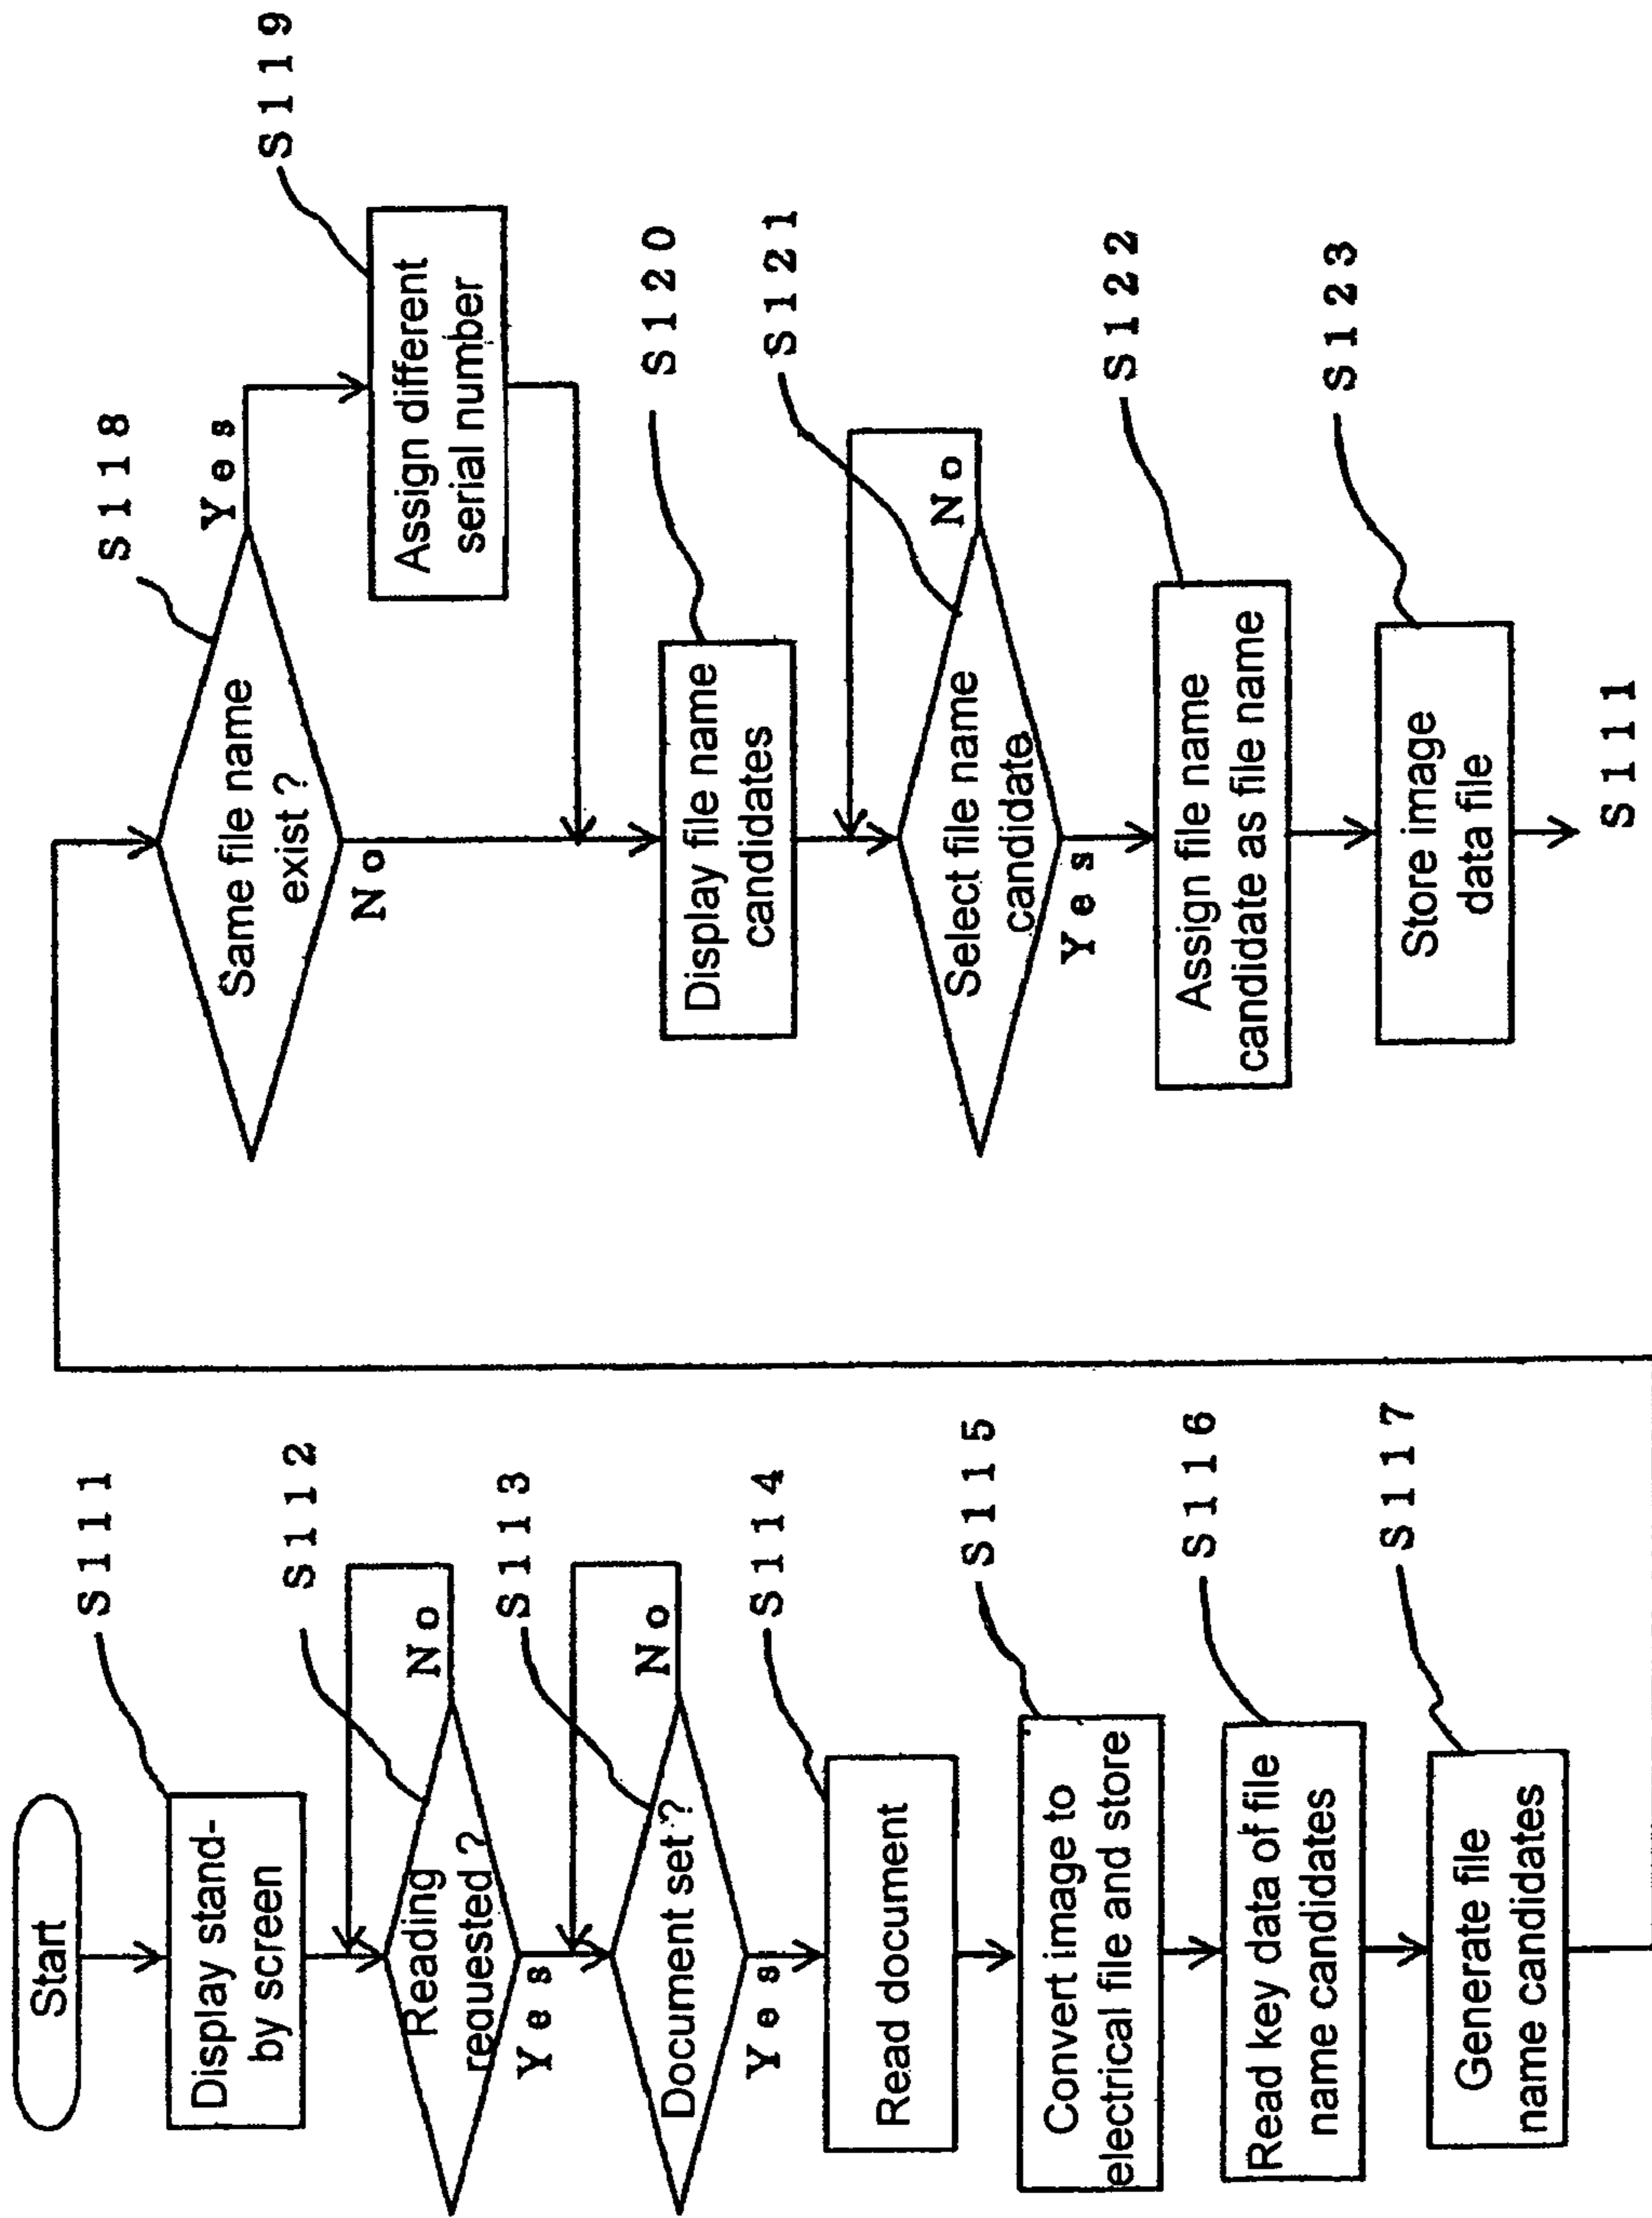 Start
S111
Display stand-
by screen
S112
Reading
requested ?
No
Yes
S113
Document set ?
No
Yes
S114
Read document
S115
Convert image to
electrical file and store
S116
Read key data of file
name candidates
S117
Generate file
name candidates
S118
Same file name
exist ?
Yes
No
S119
Assign different
serial number
S120
Display file name
candidates
S121
Select file name
candidate
No
Yes
S122
Assign file name
candidate as file name
S123
Store image
data file
S111